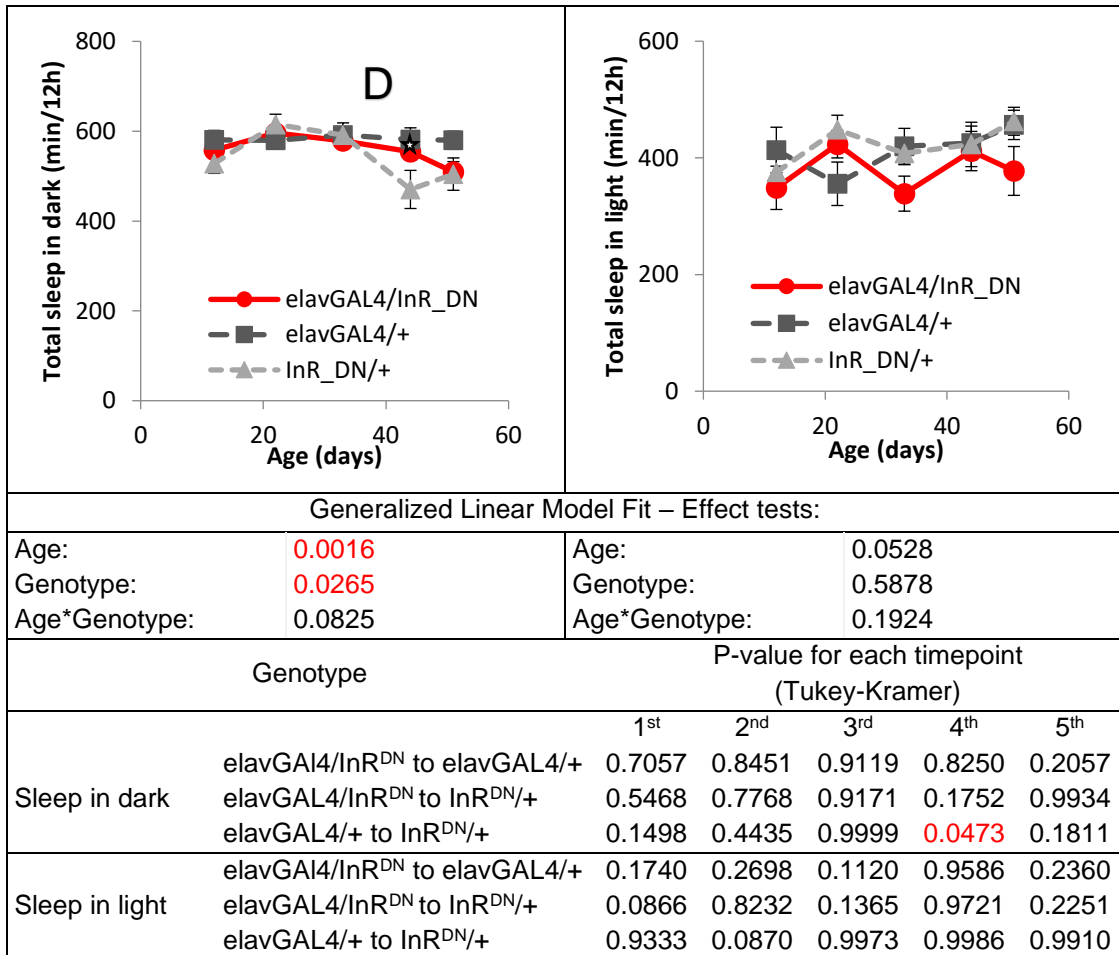 800
600
400
200
0
0
20
40
60
Total sleep in dark (min/12h)
Age (days)
D
elavGAL4/InR_DN
elavGAL4/+
InR_DN/+
600
400
200
0
0
20
40
60
Total sleep in light (min/12h)
Age (days)
elavGAL4/InR_DN
elavGAL4/+
InR_DN/+
Generalized Linear Model Fit – Effect tests:
Age: 0.0016 Age: 0.0528
Genotype: 0.0265 Genotype: 0.5878
Age*Genotype: 0.0825 Age*Genotype: 0.1924
Genotype
P-value for each timepoint
(Tukey-Kramer)
1st 2nd 3rd 4th 5th
elavGAl4/InRDN to elavGAL4/+ 0.7057 0.8451 0.9119 0.8250 0.2057
Sleep in dark elavGAL4/InRDN to InRDN/+ 0.5468 0.7768 0.9171 0.1752 0.9934
elavGAL4/+ to InRDN/+ 0.1498 0.4435 0.9999 0.0473 0.1811
elavGAl4/InRDN to elavGAL4/+ 0.1740 0.2698 0.1120 0.9586 0.2360
Sleep in light elavGAL4/InRDN to InRDN/+ 0.0866 0.8232 0.1365 0.9721 0.2251
elavGAL4/+ to InRDN/+ 0.9333 0.0870 0.9973 0.9986 0.9910